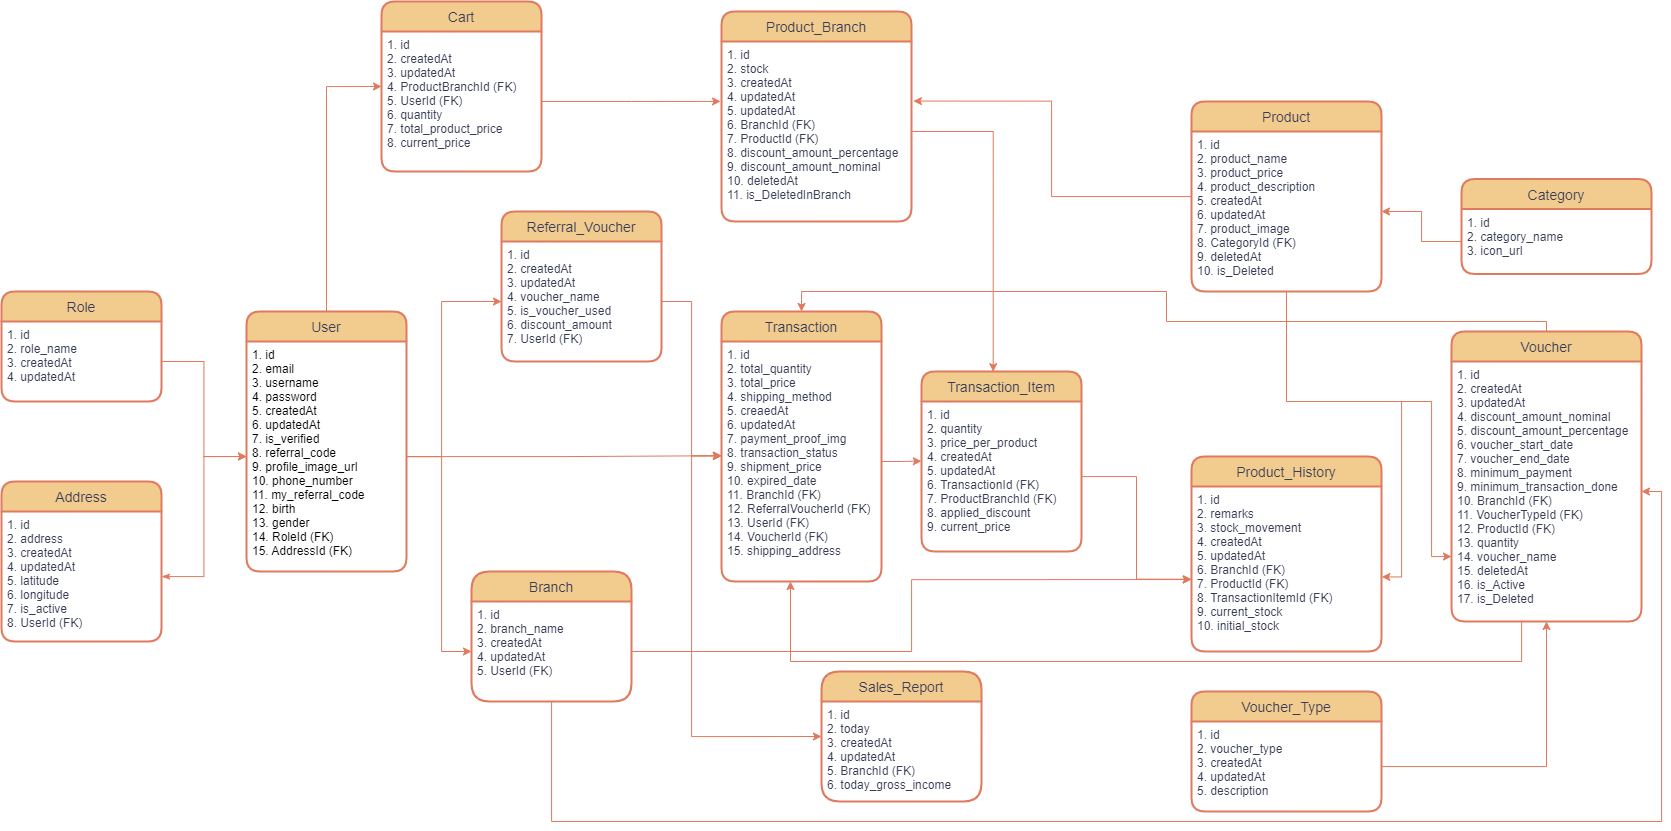 Cart
1. id
2. createdAt
3. updatedAt
4. ProductBranchId (FK)
5. UserId (FK)
6. quantity
7. total_product_price
8. current_price
Product_Branch
1. id
2. stock
3. createdAt
4. updatedAt
5. updatedAt
6. BranchId (FK)
7. ProductId (FK)
8. discount_amount_percentage
9. discount_amount_nominal
10. deletedAt
11. is_DeletedInBranch
Product
1. id
2. product_name
3. product_price
4. product_description
5. createdAt
6. updatedAt
7. product_image
8. CategoryId (FK)
9. deletedAt
10. is_Deleted
Category
1. id
2. category_name
3. icon_url
Referral_Voucher
1. id
2. createdAt
3. updatedAt
4. voucher_name
5. is_voucher_used
6. discount_amount
7. UserId (FK)
Role
1. id
2. role_name
3. createdAt
4. updatedAt
User
1. id
2. email
3. username
4. password
5. createdAt
6. updatedAt
7. is_verified
8. referral_code
9. profile_image_url
10. phone_number
11. my_referral_code
12. birth
13. gender
14. RoleId (FK)
15. AddressId (FK)
Transaction
1. id
2. total_quantity
3. total_price
4. shipping_method
5. creaedAt
6. updatedAt
7. payment_proof_img
8. transaction_status
9. shipment_price
10. expired_date
11. BranchId (FK)
12. ReferralVoucherId (FK)
13. UserId (FK)
14. VoucherId (FK)
15. shipping_address
Transaction_Item
1. id
2. quantity
3. price_per_product
4. createdAt
5. updatedAt
6. TransactionId (FK)
7. ProductBranchId (FK)
8. applied_discount
9. current_price
Voucher
1. id
2. createdAt
3. updatedAt
4. discount_amount_nominal
5. discount_amount_percentage
6. voucher_start_date
7. voucher_end_date
8. minimum_payment
9. minimum_transaction_done
10. BranchId (FK)
11. VoucherTypeId (FK)
12. ProductId (FK)
13. quantity
14. voucher_name
15. deletedAt
16. is_Active
17. is_Deleted
Product_History
1. id
2. remarks
3. stock_movement
4. createdAt
5. updatedAt
6. BranchId (FK)
7. ProductId (FK)
8. TransactionItemId (FK)
9. current_stock
10. initial_stock
Address
1. id
2. address
3. createdAt
4. updatedAt
5. latitude
6. longitude
7. is_active
8. UserId (FK)
Branch
1. id
2. branch_name
3. createdAt
4. updatedAt
5. UserId (FK)
Sales_Report
1. id
2. today
3. createdAt
4. updatedAt
5. BranchId (FK)
6. today_gross_income
Voucher_Type
1. id
2. voucher_type
3. createdAt
4. updatedAt
5. description